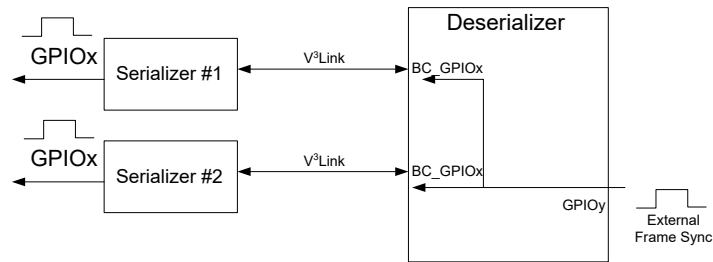 Deserializer
GPIOx
Serializer #1
V³Link
BC_GPIOx
GPIOx
Serializer #2
V³Link
BC_GPIOx
GPIOy
External
Frame Sync